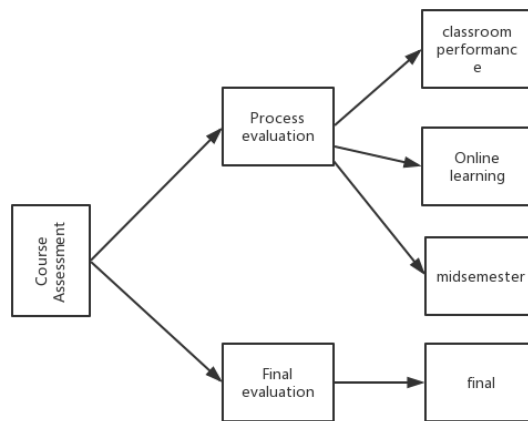 classroom
performanc
e
Process
evaluation
Online
learning
Course
Assessment
midsemester
Final
evaluation
final